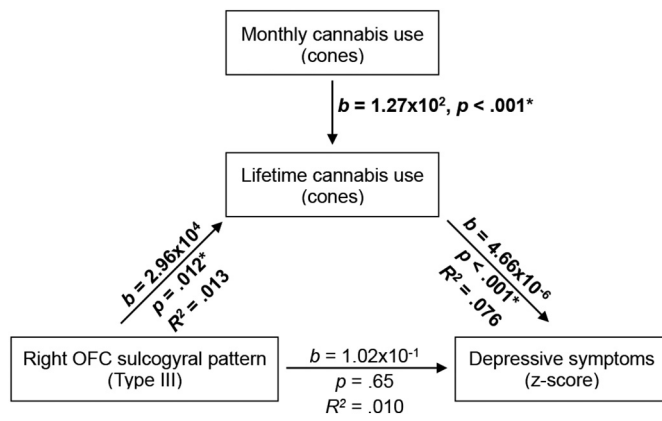 Monthly cannabis use
(cones)
b = 1.27x10², p < .001*
Lifetime cannabis use
(cones)
b = 2.96x10⁴
p = .012*
R² = .013
b = 4.66x10⁻⁶
p < .001*
R² = .076
Right OFC sulcogyral pattern
(Type III)
b = 1.02x10⁻¹
p = .65
R² = .010
Depressive symptoms
(z-score)